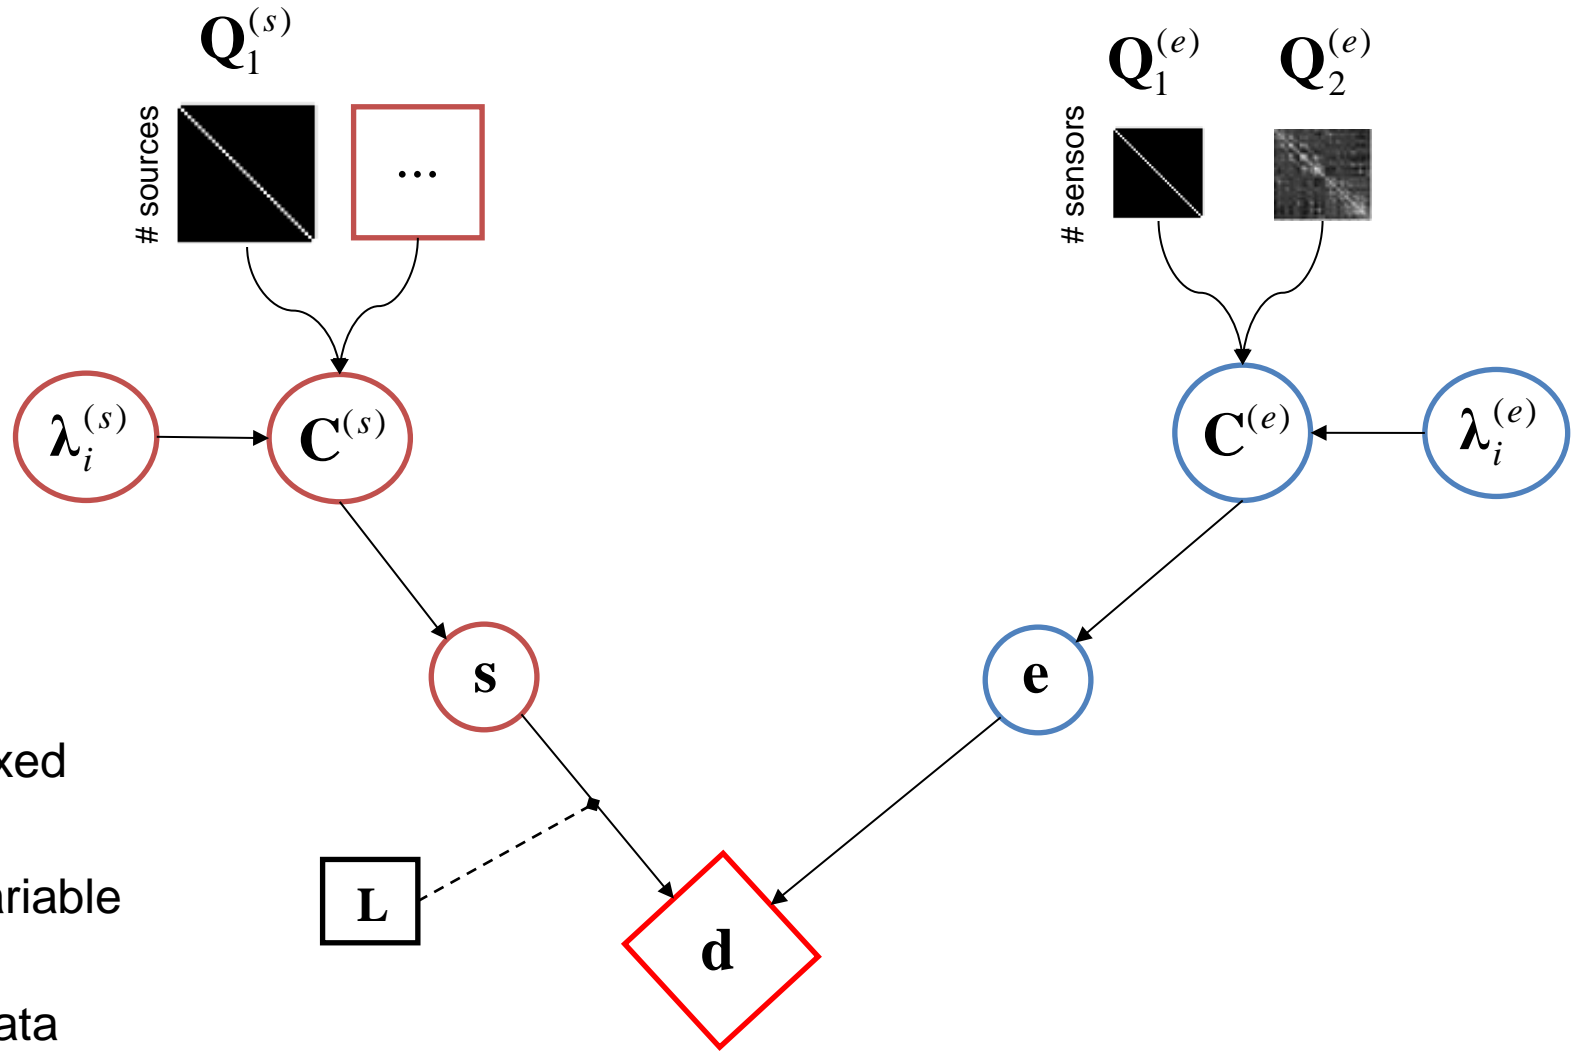 Q₁⁽ˢ⁾
Q₁⁽ᵉ⁾
Q₂⁽ᵉ⁾
# sources
...
# sensors
λᵢ⁽ˢ⁾
C⁽ˢ⁾
C⁽ᵉ⁾
λᵢ⁽ᵉ⁾
s
e
xed
L
ariable
d
ata